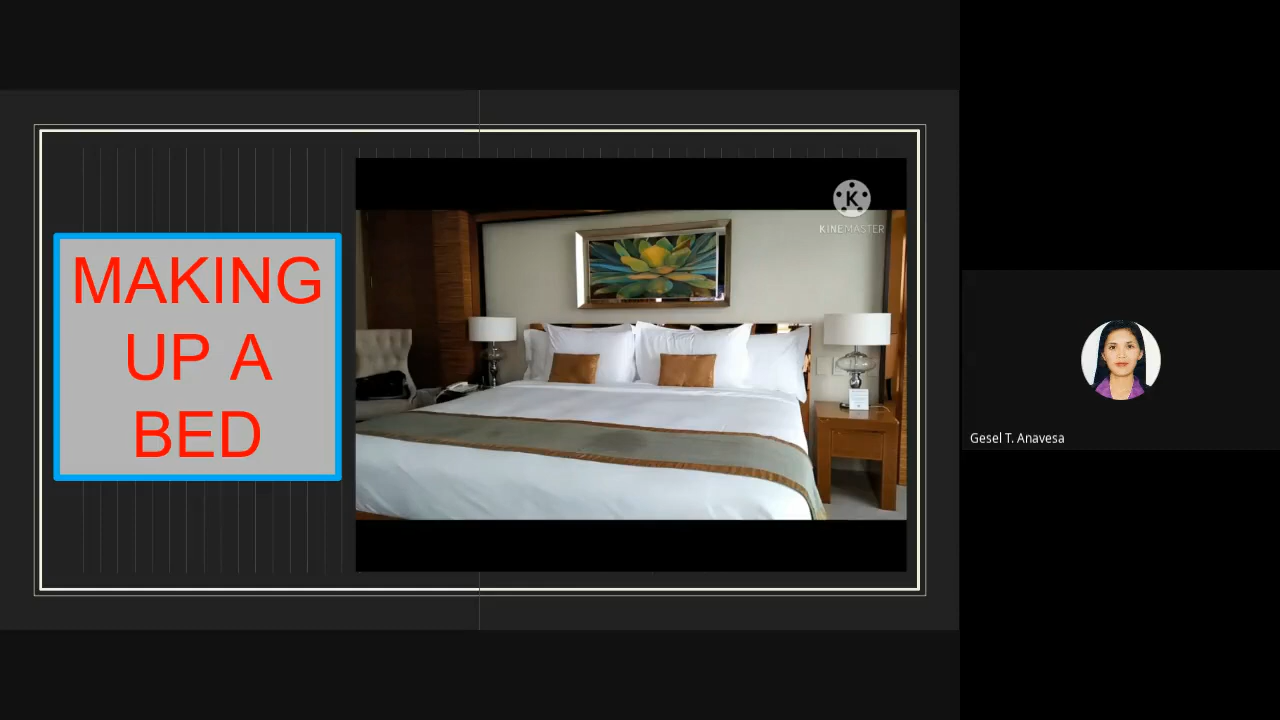 MAKING
UP A
BED
K
KINEMASTER
Gesel T. Anavesa